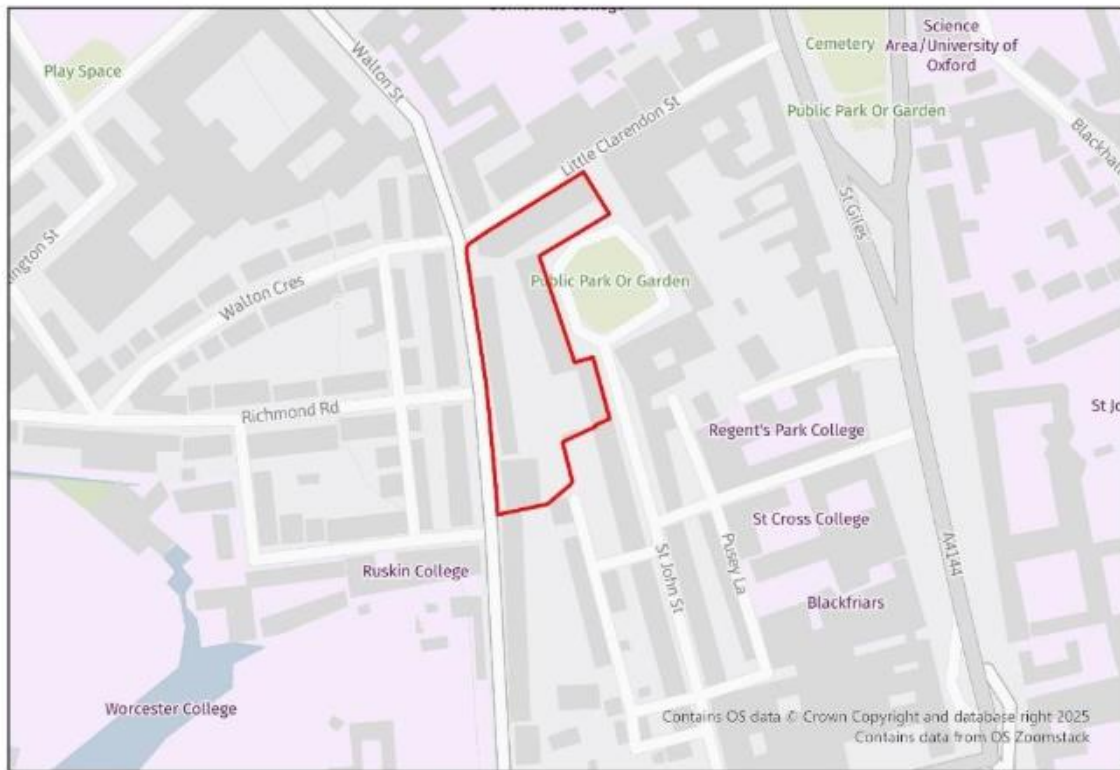 Science
Area/University of
Oxford
Cemetery
Play Space
Walton St
Public Park Or Garden
Little Clarendon St
St Giles
Public Park Or Garden
Walton Cres
Richmond Rd
Regent's Park College
St Cross College
Ruskin College
St John St
Pusey La
A4144
Blackfriars
Worcester College
Contains OS data © Crown Copyright and database right 2025
Contains data from OS Zoomstack